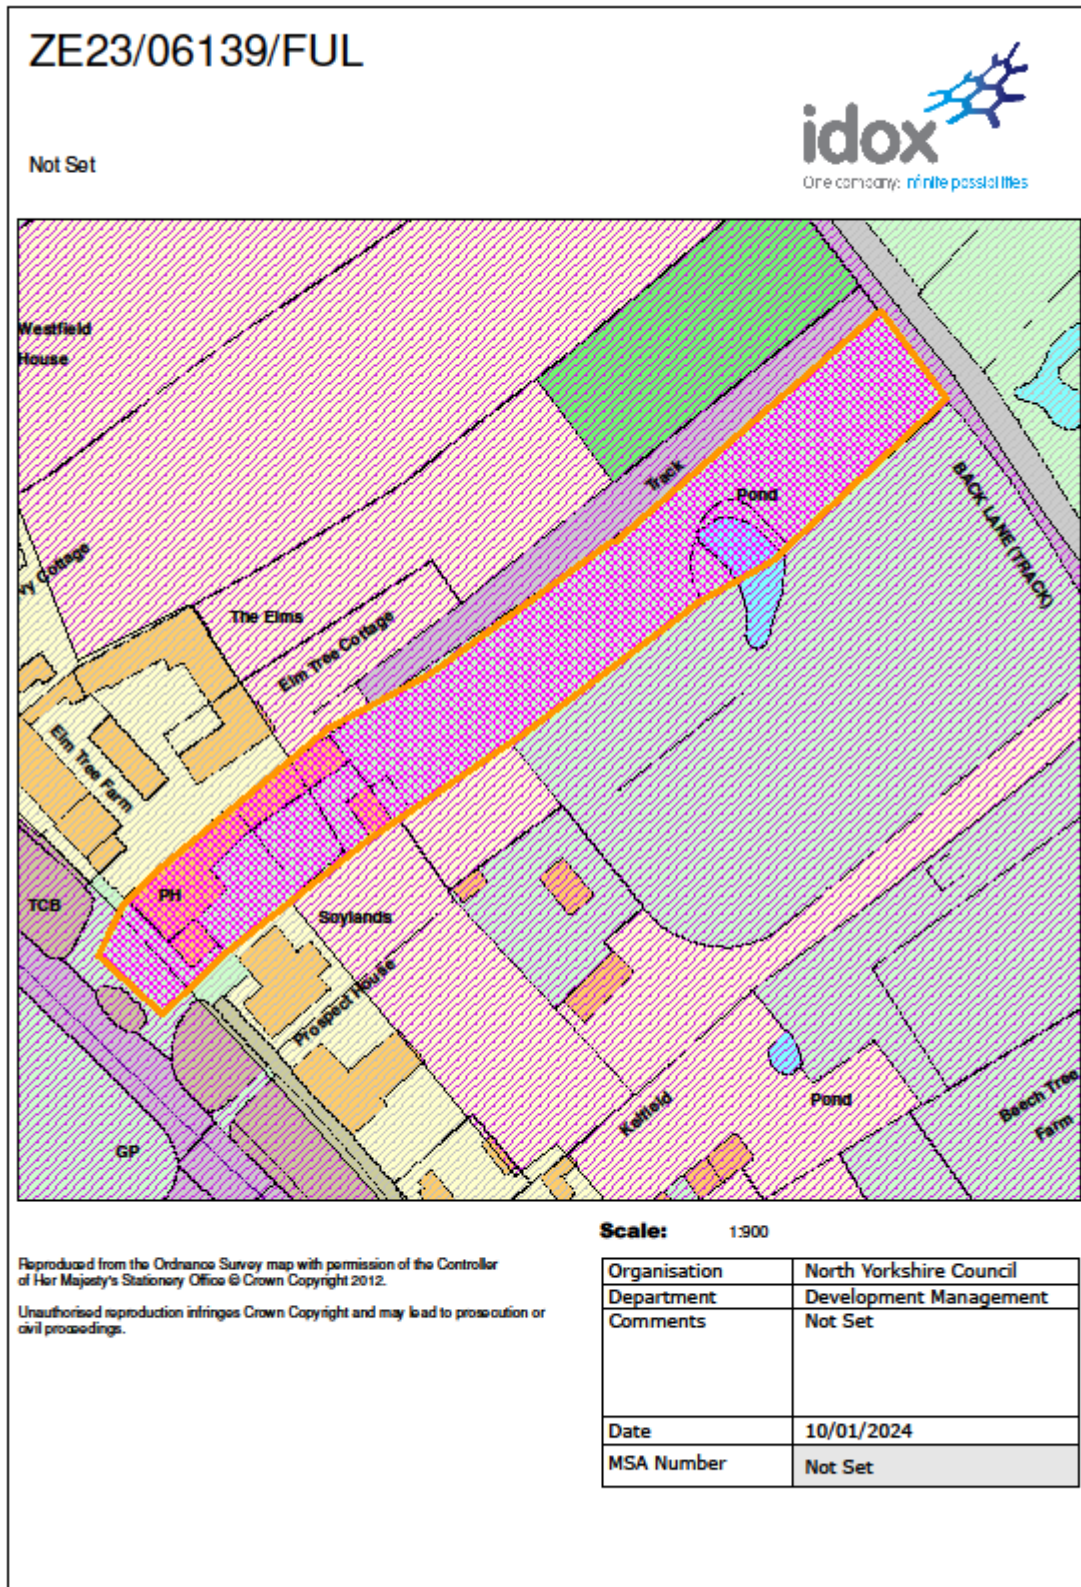 ZE23/06139/FUL
idox
One company: infinite possibilities
Not Set
Westfield
House
Track
Pond
BACK LANE (TRACK)
vy Cottage
The Elms
Elm Tree Cottage
Elm Tree Farm
PH
TCB
Soylands
Prospect House
GP
Kelfield
Pond
Beech Tree
Farm
Scale: 1:900
Reproduced from the Ordnance Survey map with permission of the Controller
of Her Majesty's Stationery Office © Crown Copyright 2012.
Unauthorised reproduction infringes Crown Copyright and may lead to prosecution or
civil proceedings.
Organisation North Yorkshire Council
Department Development Management
Comments Not Set
Date 10/01/2024
MSA Number Not Set